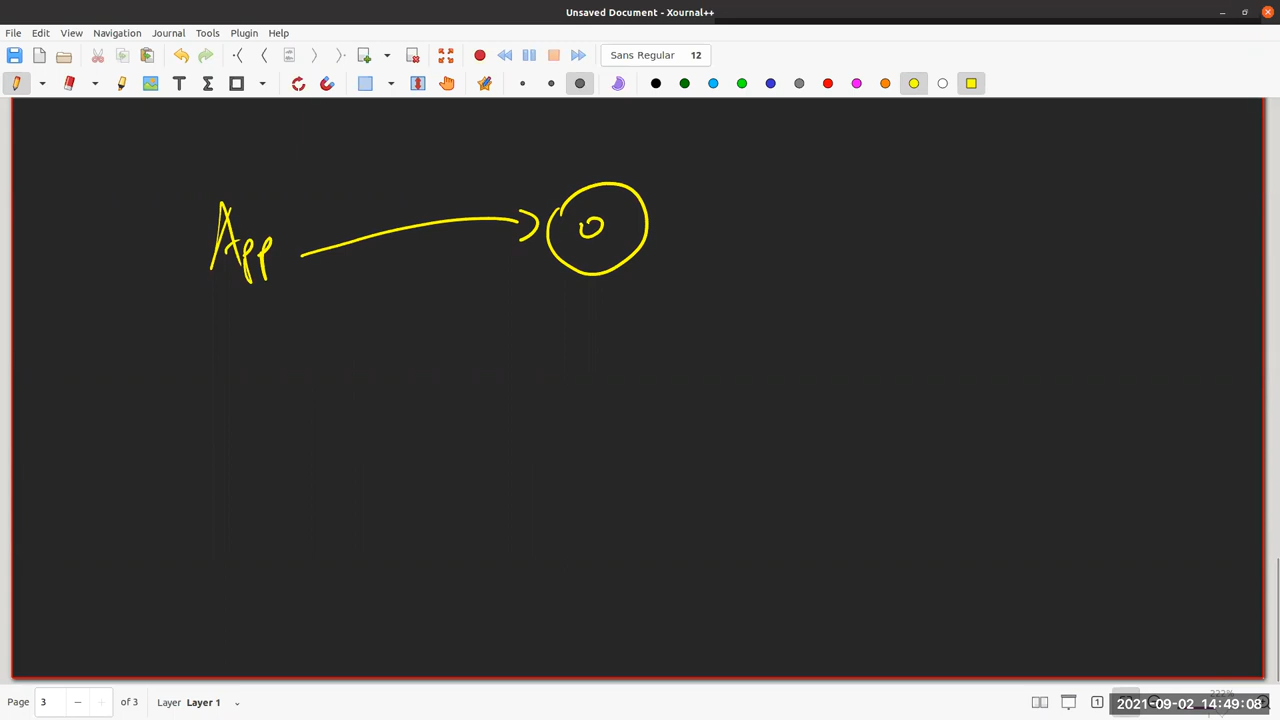 Unsaved Document - Xournal++
File Edit View Navigation Journal Tools Plugin Help
Sans Regular 12
App
Page 3 of 3 Layer Layer 1
2021-09-02 14:49:08